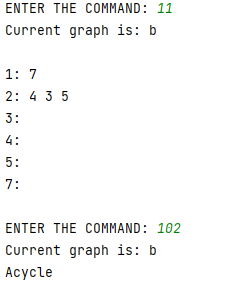 ENTER THE COMMAND: 11
Current graph is: b
1: 7
2: 4 3 5
3:
4:
5:
7:
ENTER THE COMMAND: 102
Current graph is: b
Acycle